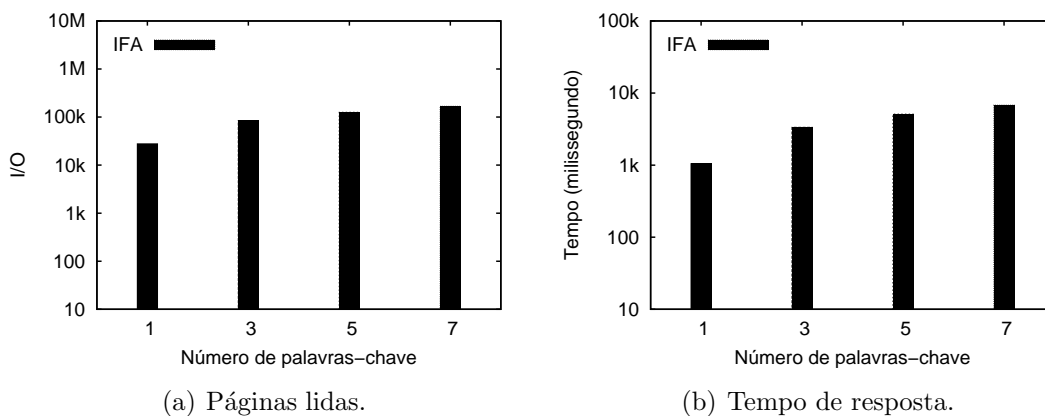 10M
1M
100k
10k
1k
100
10
I/O
IFA
1 3 5 7
Número de palavras−chave
(a) Páginas lidas.
100k
10k
1k
100
10
Tempo (milissegundo)
IFA
1 3 5 7
Número de palavras−chave
(b) Tempo de resposta.